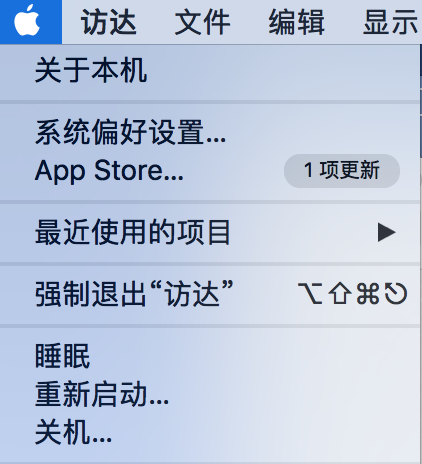 访达 文件 编辑 显示
关于本机
系统偏好设置...
App Store... 1 项更新
最近使用的项目 ▶
强制退出“访达” ⌥⇧⌘⎋
睡眠
重新启动...
关机...